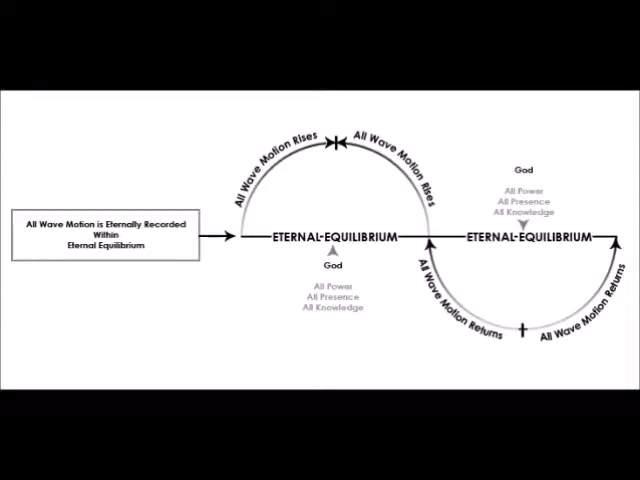 All Wave Motion Rises
All Wave Motion Rises
God
All Power
All Presence
All Knowledge
All Wave Motion is Eternally Recorded
Within
Eternal Equilibrium
ETERNAL-EQUILIBRIUM
ETERNAL-EQUILIBRIUM
God
All Power
All Presence
All Knowledge
All Wave Motion Returns
All Wave Motion Returns